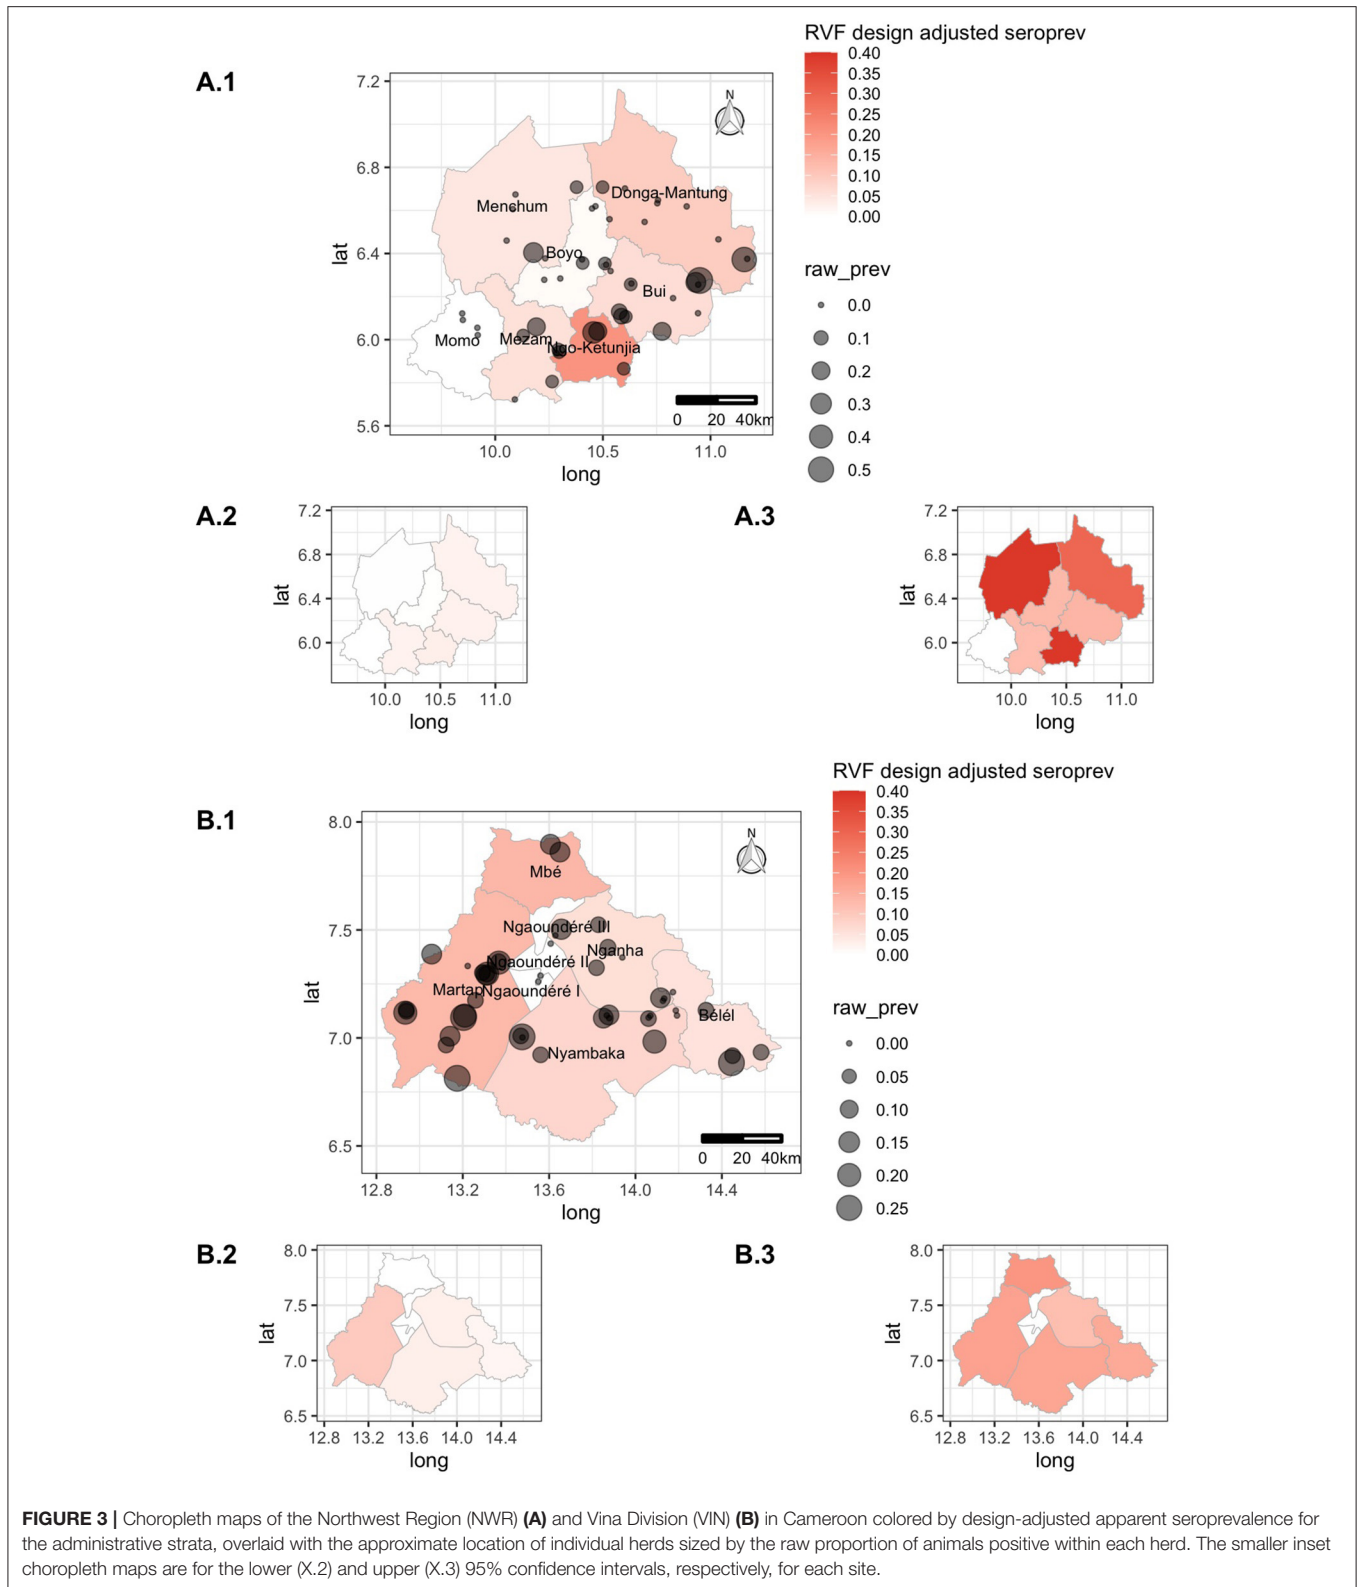 A.1
RVF design adjusted seroprev
0.40
0.35
0.30
0.25
0.20
0.15
0.10
0.05
0.00
raw_prev
0.0
0.1
0.2
0.3
0.4
0.5
7.2
6.8
6.4
6.0
5.6
lat
N
Donga-Mantung
Menchum
Boyo
Bui
Momo
Mezam
Ngo-Ketunjia
0 20 40km
10.0 10.5 11.0
long
A.2
7.2
6.8
6.4
6.0
lat
10.0 10.5 11.0
long
A.3
7.2
6.8
6.4
6.0
lat
10.0 10.5 11.0
long
B.1
RVF design adjusted seroprev
0.40
0.35
0.30
0.25
0.20
0.15
0.10
0.05
0.00
raw_prev
0.00
0.05
0.10
0.15
0.20
0.25
8.0
7.5
7.0
6.5
lat
N
Mbé
Ngaoundéré III
Nganha
Ngaoundéré II
Martap
Ngaoundéré I
Bélél
Nyambaka
0 20 40km
12.8 13.2 13.6 14.0 14.4
long
B.2
8.0
7.5
7.0
6.5
lat
12.8 13.2 13.6 14.0 14.4
long
B.3
8.0
7.5
7.0
6.5
lat
12.8 13.2 13.6 14.0 14.4
long
FIGURE 3 | Choropleth maps of the Northwest Region (NWR) (A) and Vina Division (VIN) (B) in Cameroon colored by design-adjusted apparent seroprevalence for
the administrative strata, overlaid with the approximate location of individual herds sized by the raw proportion of animals positive within each herd. The smaller inset
choropleth maps are for the lower (X.2) and upper (X.3) 95% confidence intervals, respectively, for each site.